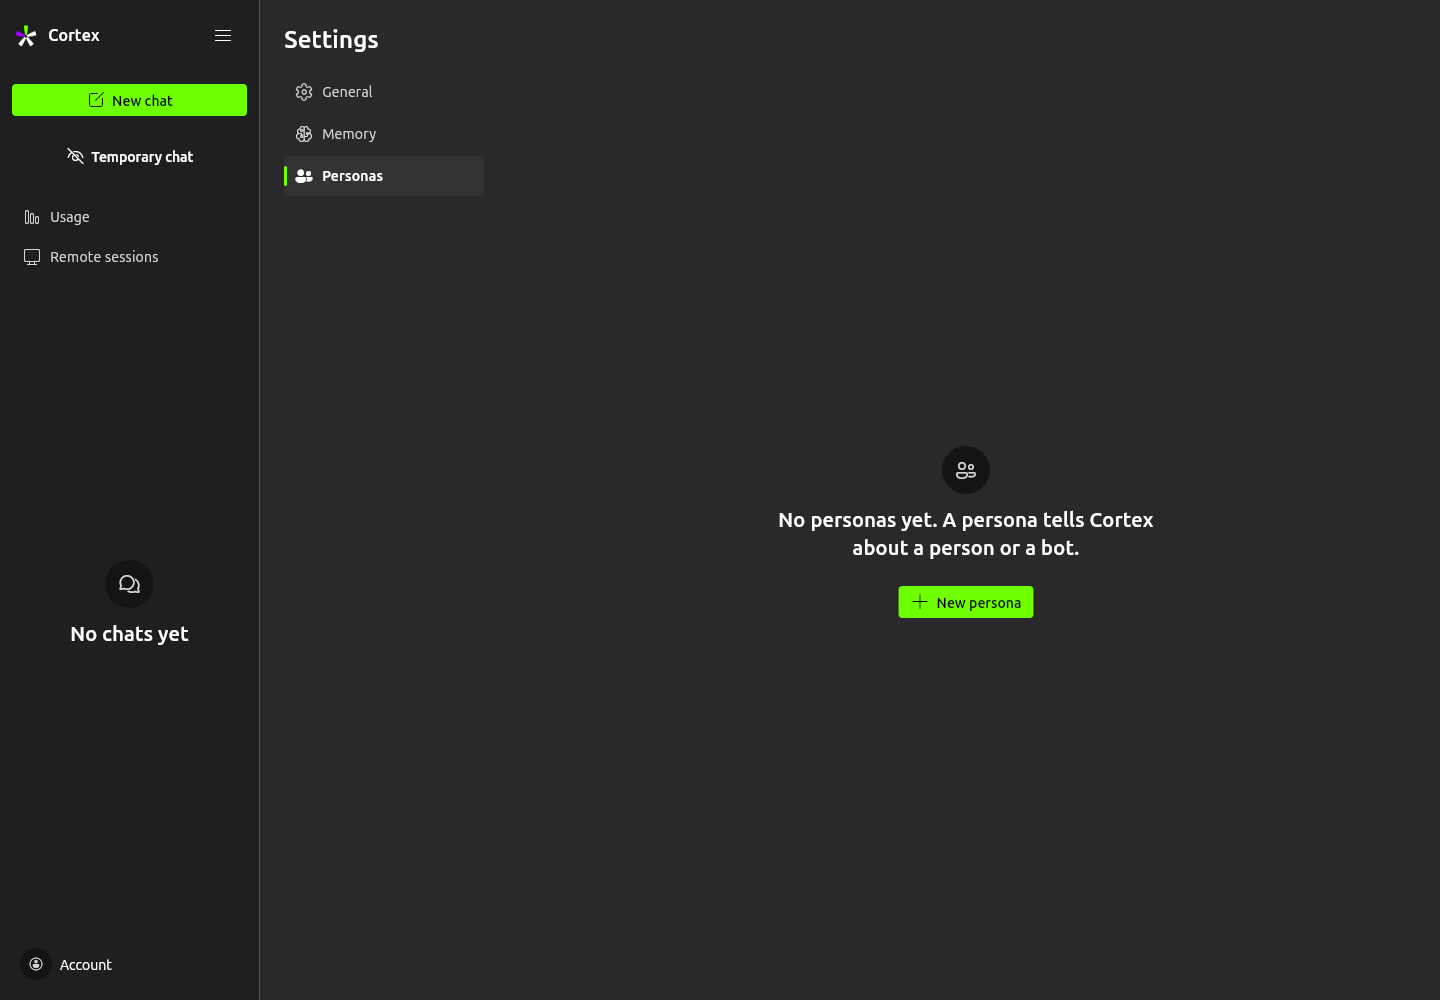 Cortex
New chat
Temporary chat
Usage
Remote sessions
No chats yet
Account
Settings
General
Memory
Personas
No personas yet. A persona tells Cortex
about a person or a bot.
New persona